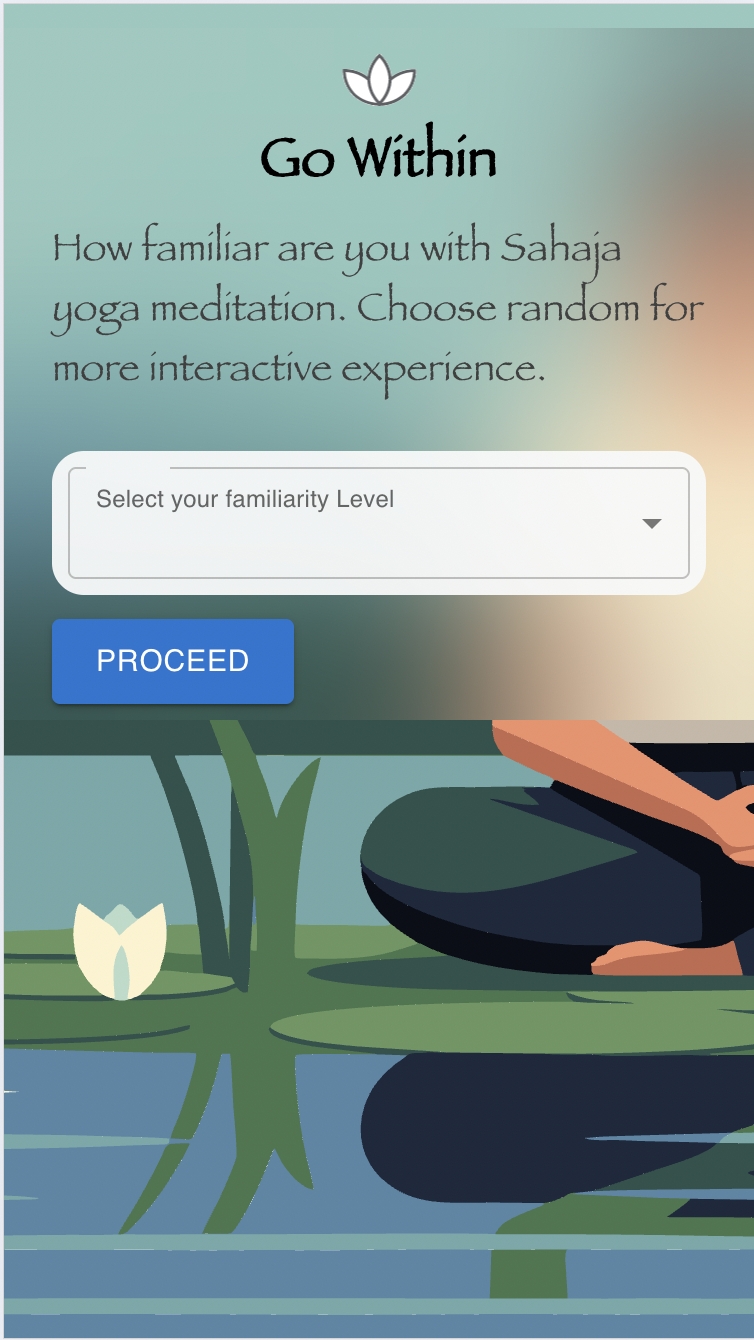 Go Within
How familiar are you with Sahaja
yoga meditation. Choose random for
more interactive experience.
Select your familiarity Level
PROCEED